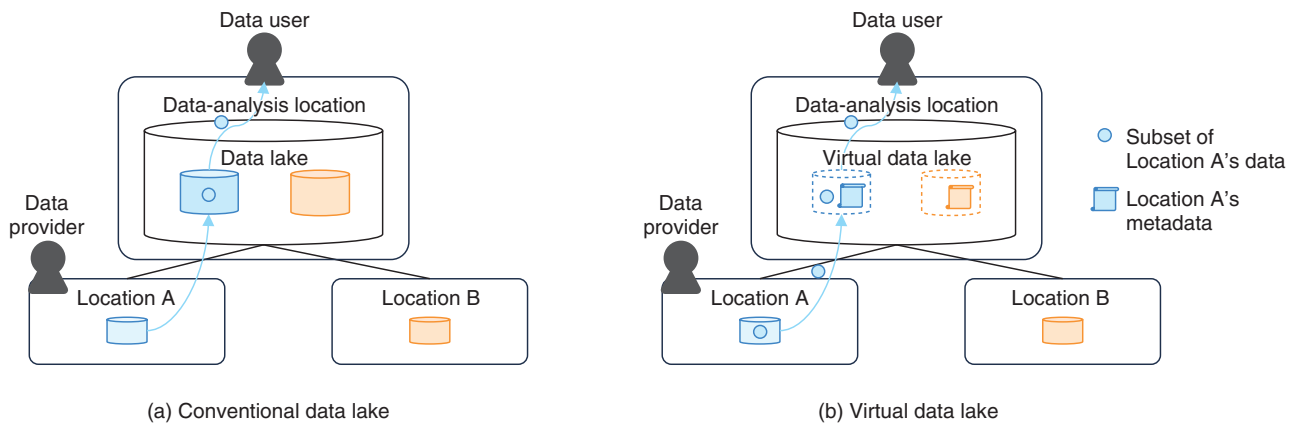 Data user
Data-analysis location
Data lake
Data
provider
Location A
Location B
(a) Conventional data lake
Data user
Data-analysis location
Virtual data lake
Data
provider
Location A
Location B
(b) Virtual data lake
Subset of
Location A’s data
Location A’s
metadata